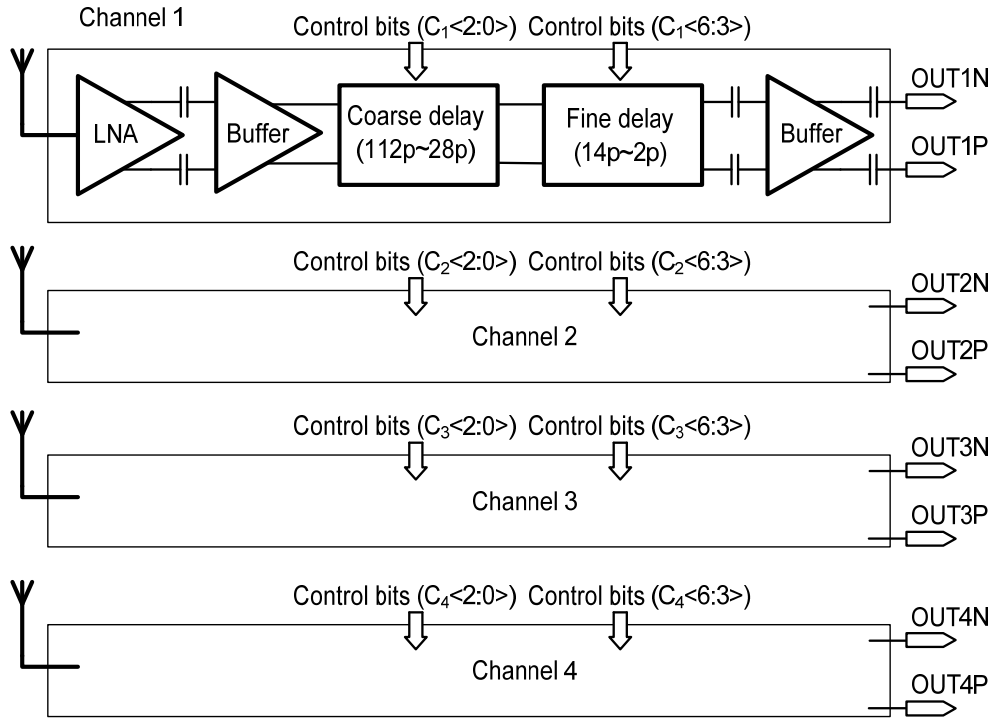 Channel 1
Control bits (C₁<2:0>) Control bits (C₁<6:3>)
OUT1N
LNA
Buffer
Coarse delay
(112p~28p)
Fine delay
(14p~2p)
Buffer
OUT1P
Control bits (C₂<2:0>) Control bits (C₂<6:3>)
OUT2N
Channel 2
OUT2P
Control bits (C₃<2:0>) Control bits (C₃<6:3>)
OUT3N
Channel 3
OUT3P
Control bits (C₄<2:0>) Control bits (C₄<6:3>)
OUT4N
Channel 4
OUT4P